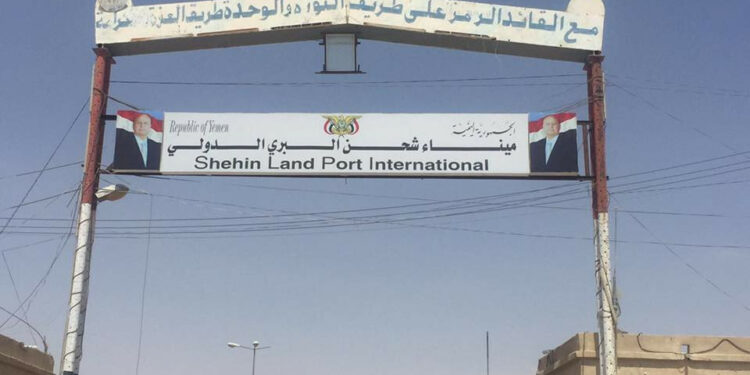 مع القائد الرمز على طريق الثورة والوحدة طريق
الجمهورية اليمنية Republic of Yemen
ميناء شحن البري الدولي
Shehin Land Port International